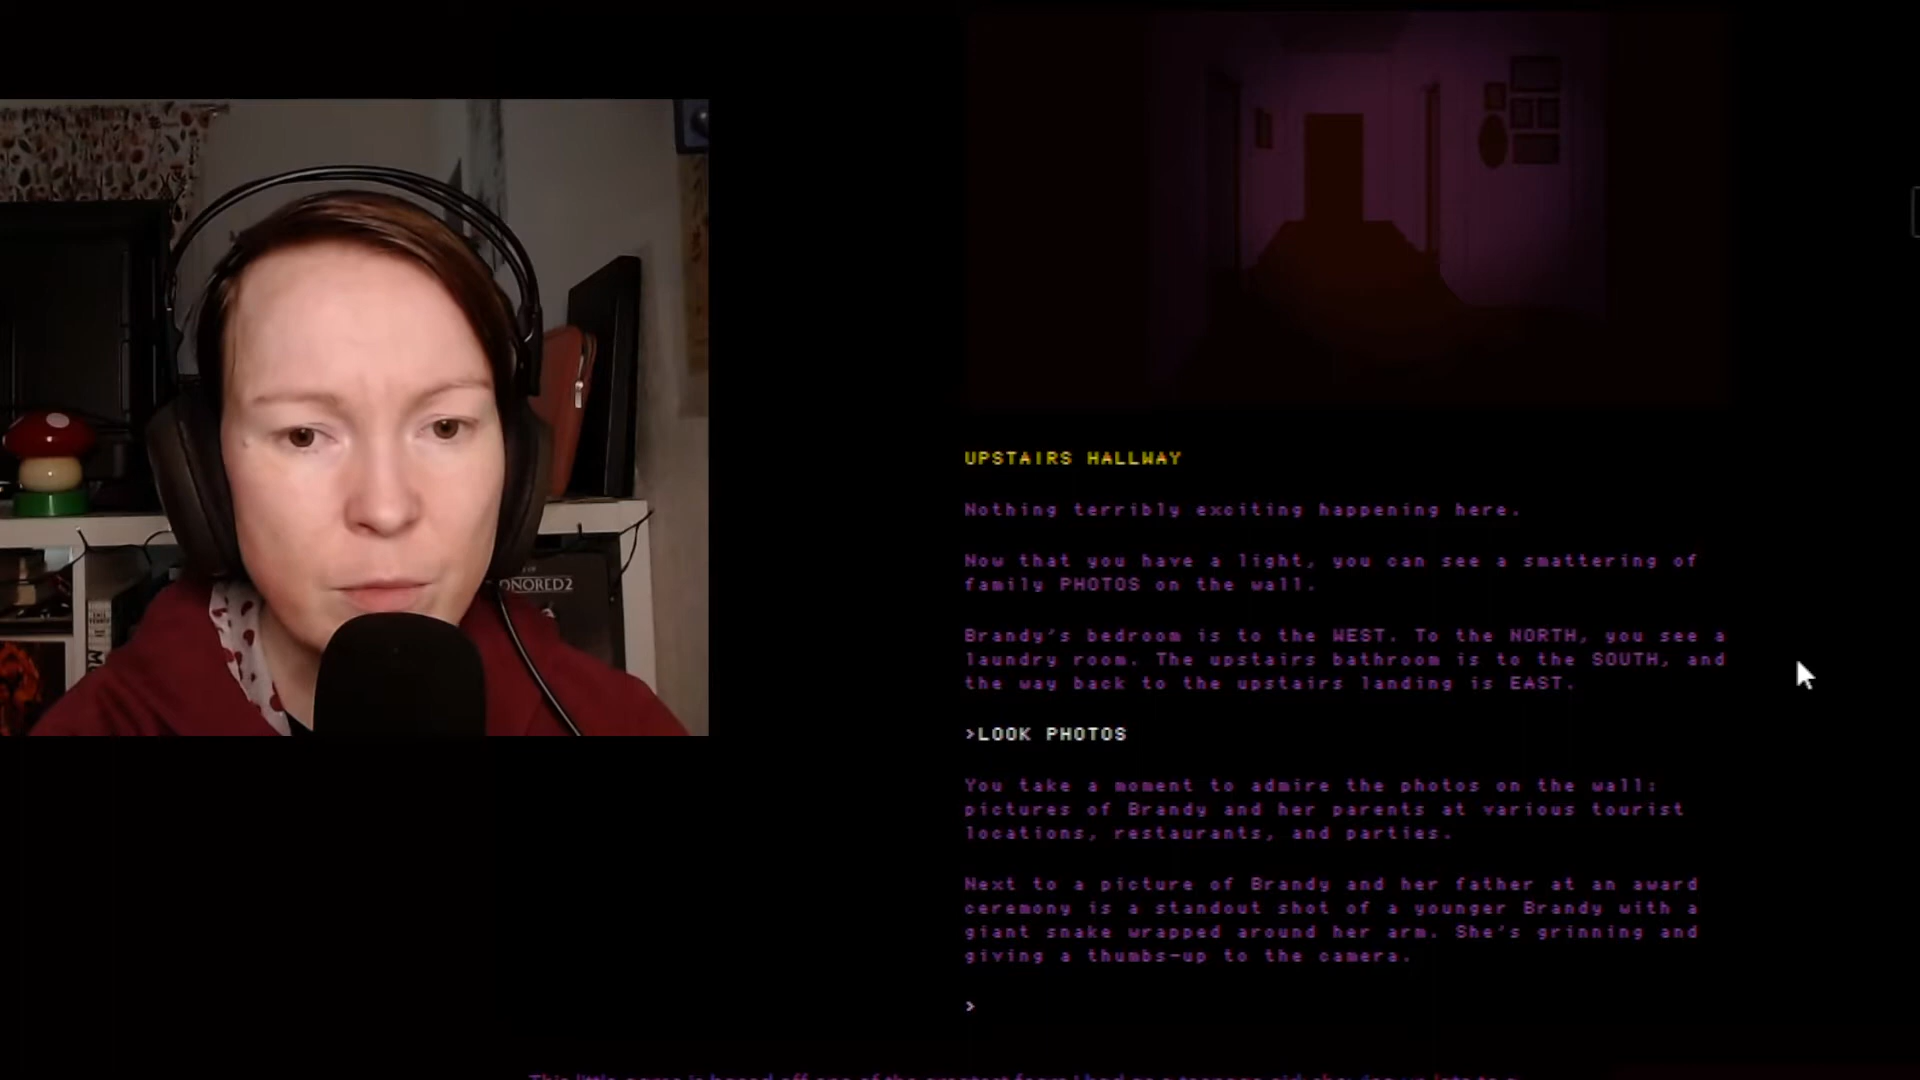 UPSTAIRS HALLWAY
Nothing terribly exciting happening here.
Now that you have a light, you can see a smattering of
family PHOTOS on the wall.
Brandy's bedroom is to the WEST. To the NORTH, you see a
laundry room. The upstairs bathroom is to the SOUTH, and
the way back to the upstairs landing is EAST.
>LOOK PHOTOS
You take a moment to admire the photos on the wall:
pictures of Brandy and her parents at various tourist
locations, restaurants, and parties.
Next to a picture of Brandy and her father at an award
ceremony is a standout shot of a younger Brandy with a
giant snake wrapped around her arm. She's grinning and
giving a thumbs-up to the camera.
>
ONORED2